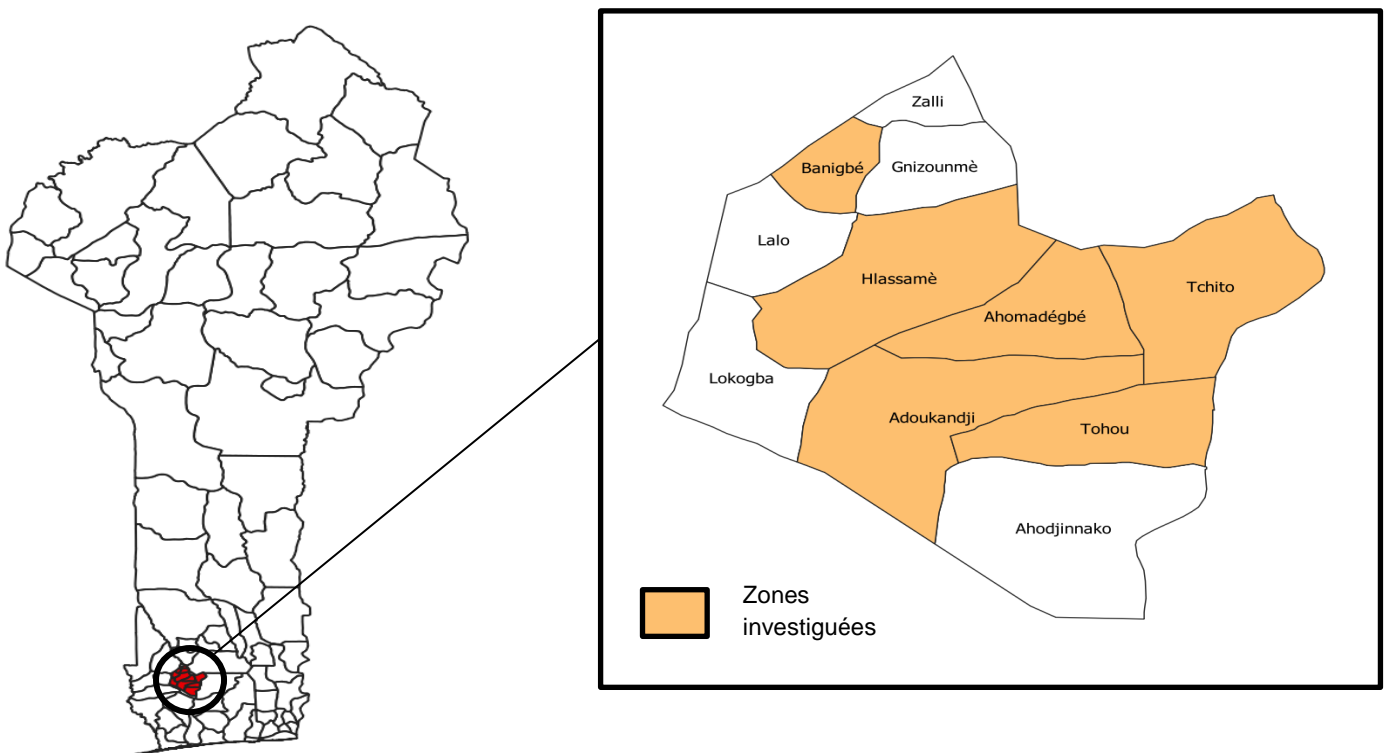 Zalli
Banigbé
Gnizounmè
Lalo
Hlassamè
Tchito
Ahomadégbé
Lokogba
Adoukandji
Tohou
Ahodjinnako
Zones
investiguées